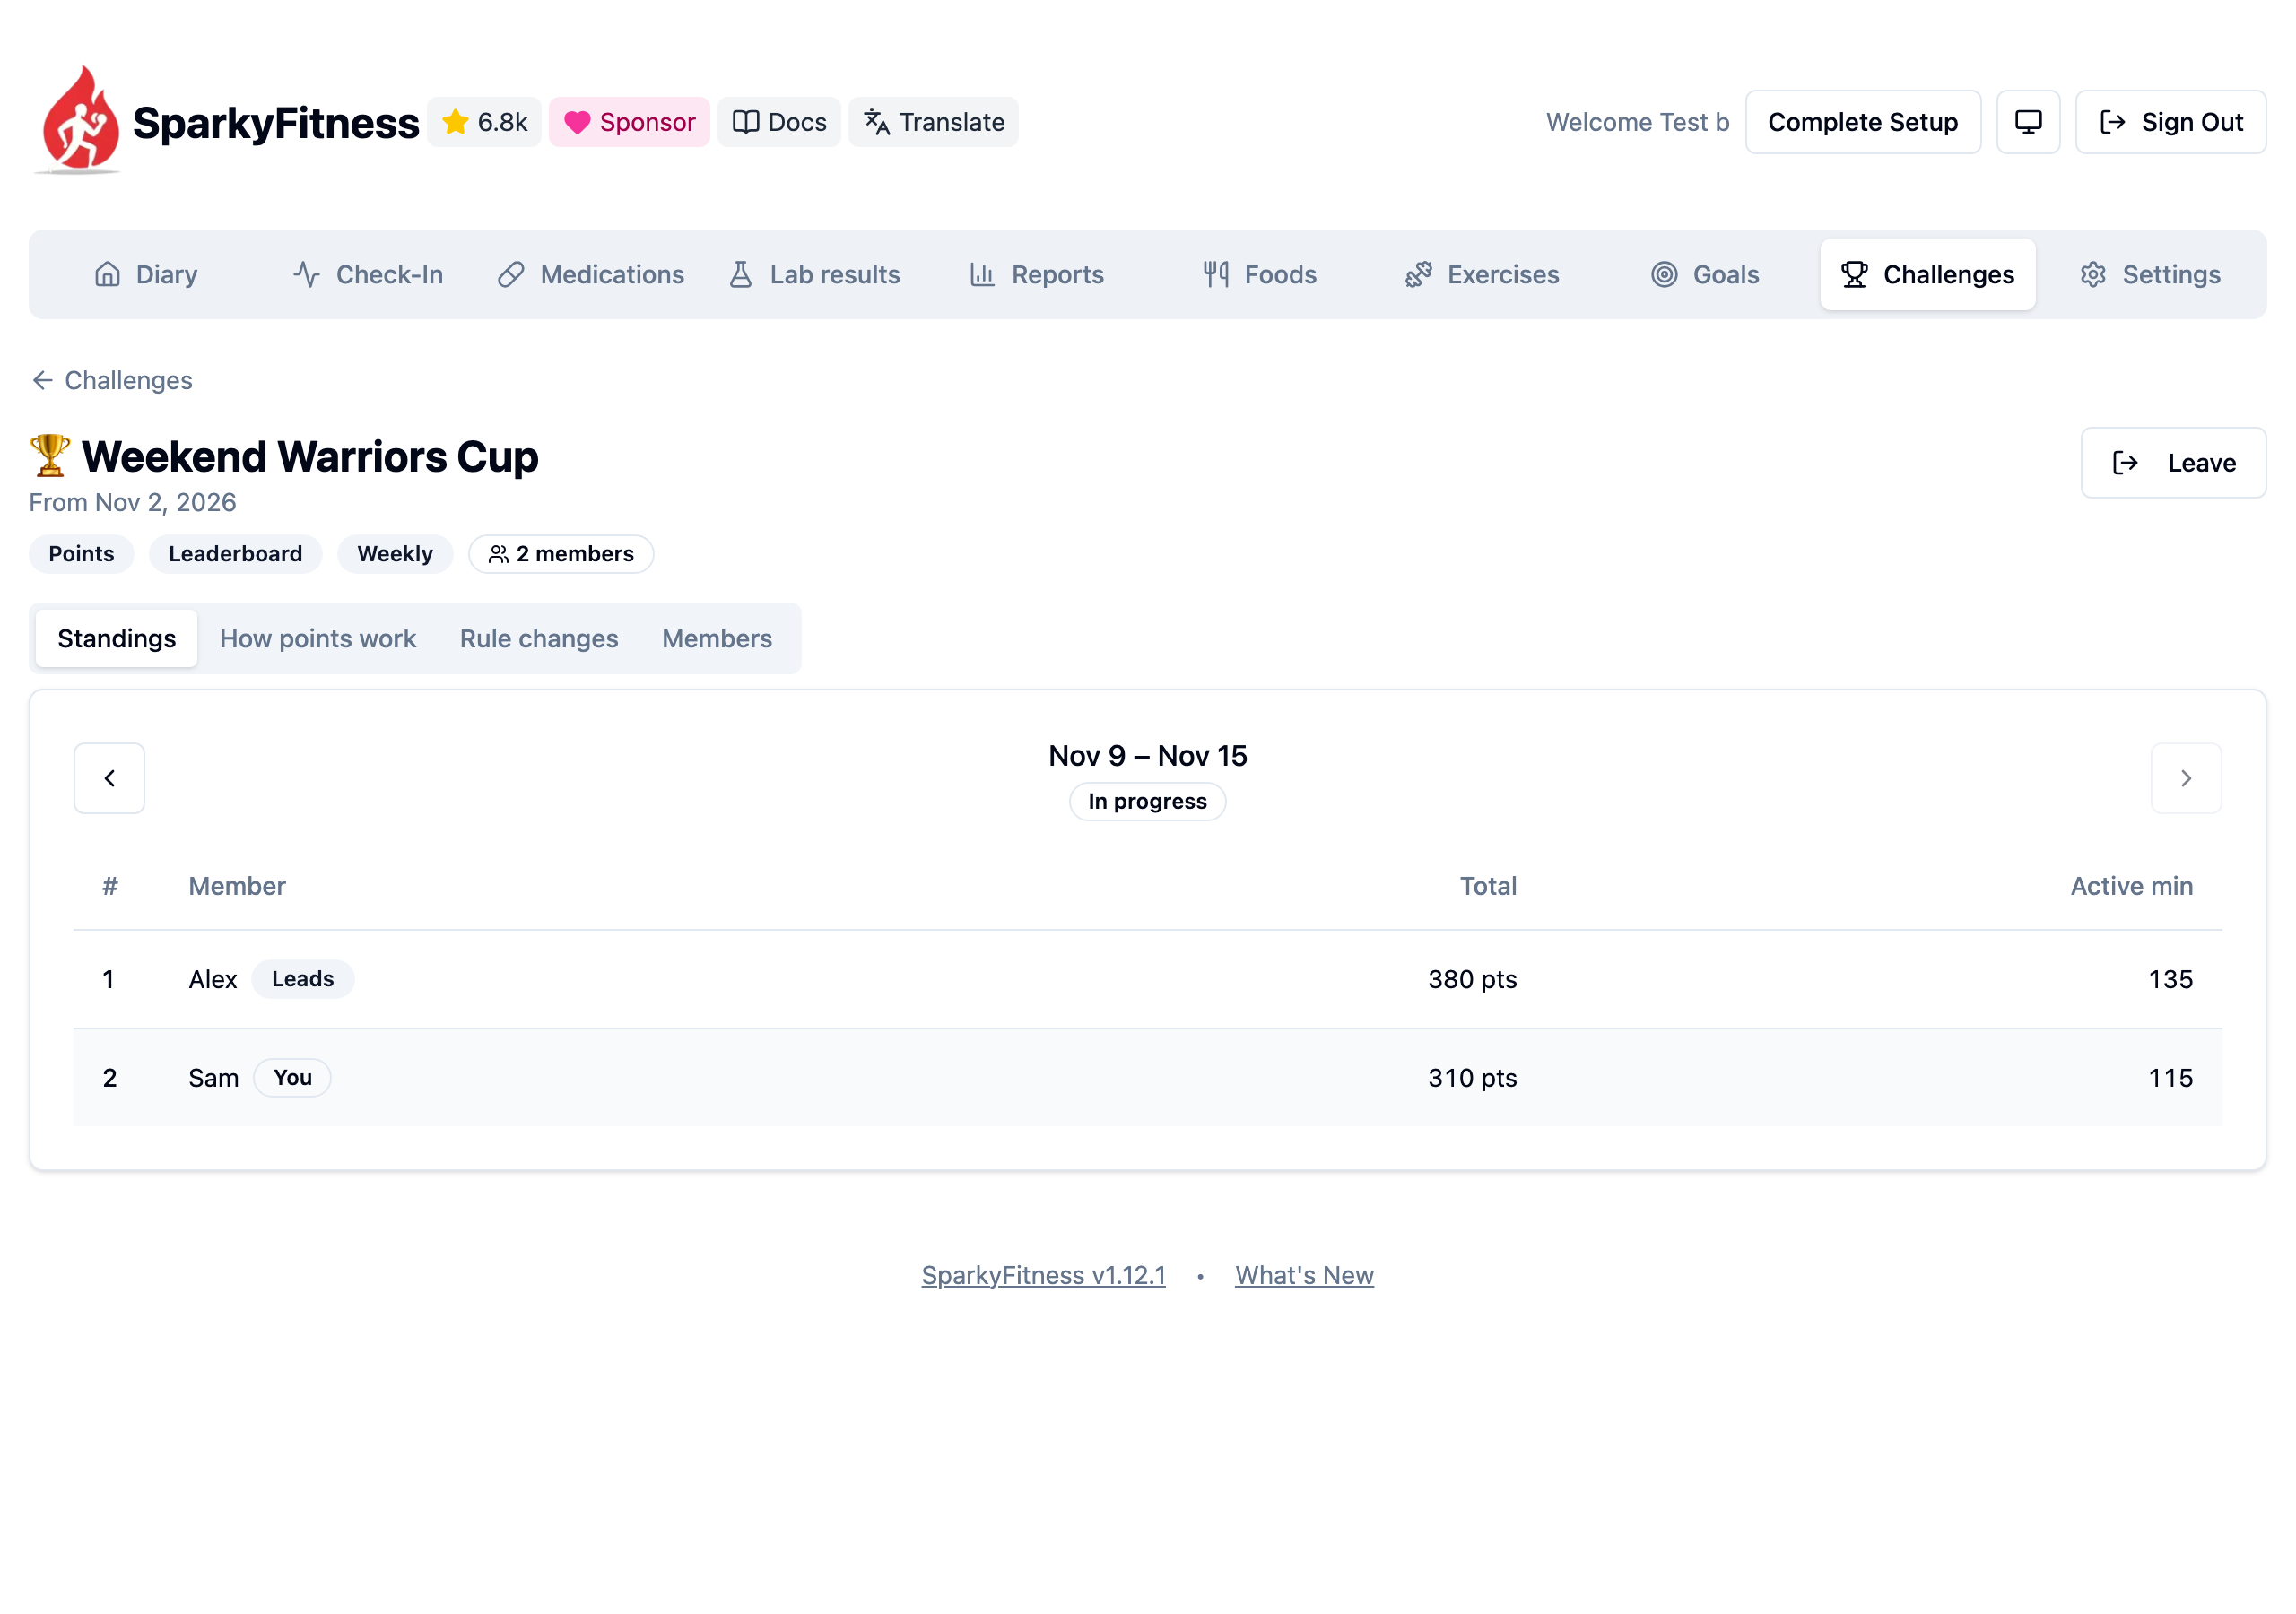 SparkyFitness 6.8k Sponsor Docs Translate Welcome Test b Complete Setup Sign Out
Diary Check-In Medications Lab results Reports Foods Exercises Goals Challenges Settings
Challenges
🏆 Weekend Warriors Cup Leave
From Nov 2, 2026
Points Leaderboard Weekly 2 members
Standings How points work Rule changes Members
Nov 9 – Nov 15
In progress
# Member Total Active min
1 Alex Leads 380 pts 135
2 Sam You 310 pts 115
SparkyFitness v1.12.1 • What's New